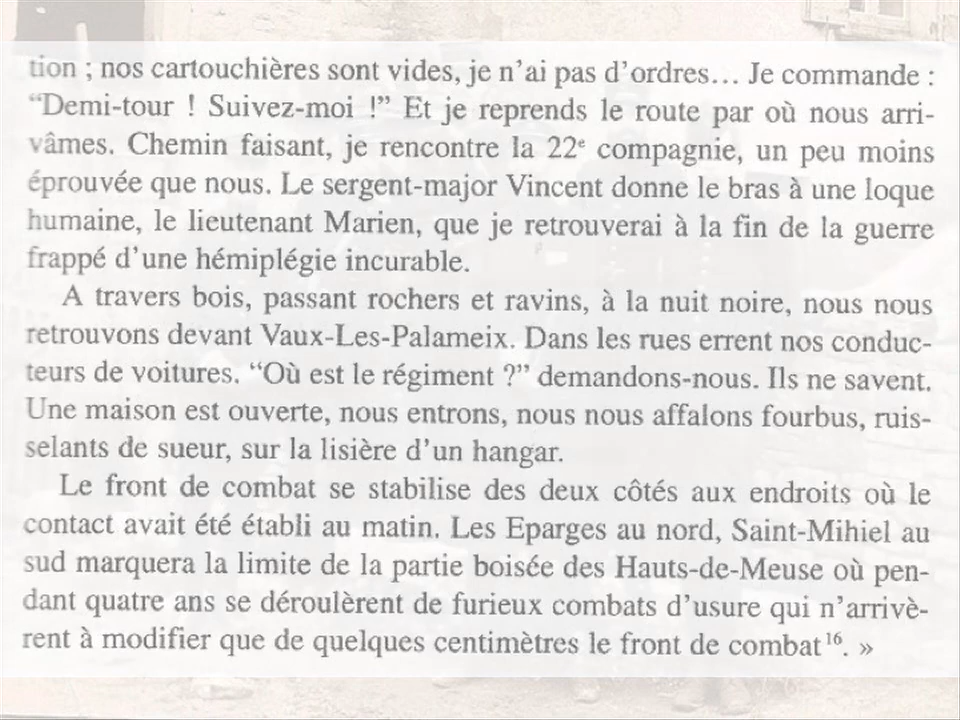 tion ; nos cartouchières sont vides, je n’ai pas d’ordres… Je commande :
“Demi-tour ! Suivez-moi !” Et je reprends le route par où nous arri-
vâmes. Chemin faisant, je rencontre la 22e compagnie, un peu moins
éprouvée que nous. Le sergent-major Vincent donne le bras à une loque
humaine, le lieutenant Marien, que je retrouverai à la fin de la guerre
frappé d’une hémiplégie incurable.
A travers bois, passant rochers et ravins, à la nuit noire, nous nous
retrouvons devant Vaux-Les-Palameix. Dans les rues errent nos conduc-
teurs de voitures. “Où est le régiment ?” demandons-nous. Ils ne savent.
Une maison est ouverte, nous entrons, nous nous affalons fourbus, ruis-
selants de sueur, sur la lisière d’un hangar.
Le front de combat se stabilise des deux côtés aux endroits où le
contact avait été établi au matin. Les Eparges au nord, Saint-Mihiel au
sud marquera la limite de la partie boisée des Hauts-de-Meuse où pen-
dant quatre ans se déroulèrent de furieux combats d’usure qui n’arrivè-
rent à modifier que de quelques centimètres le front de combat16. »